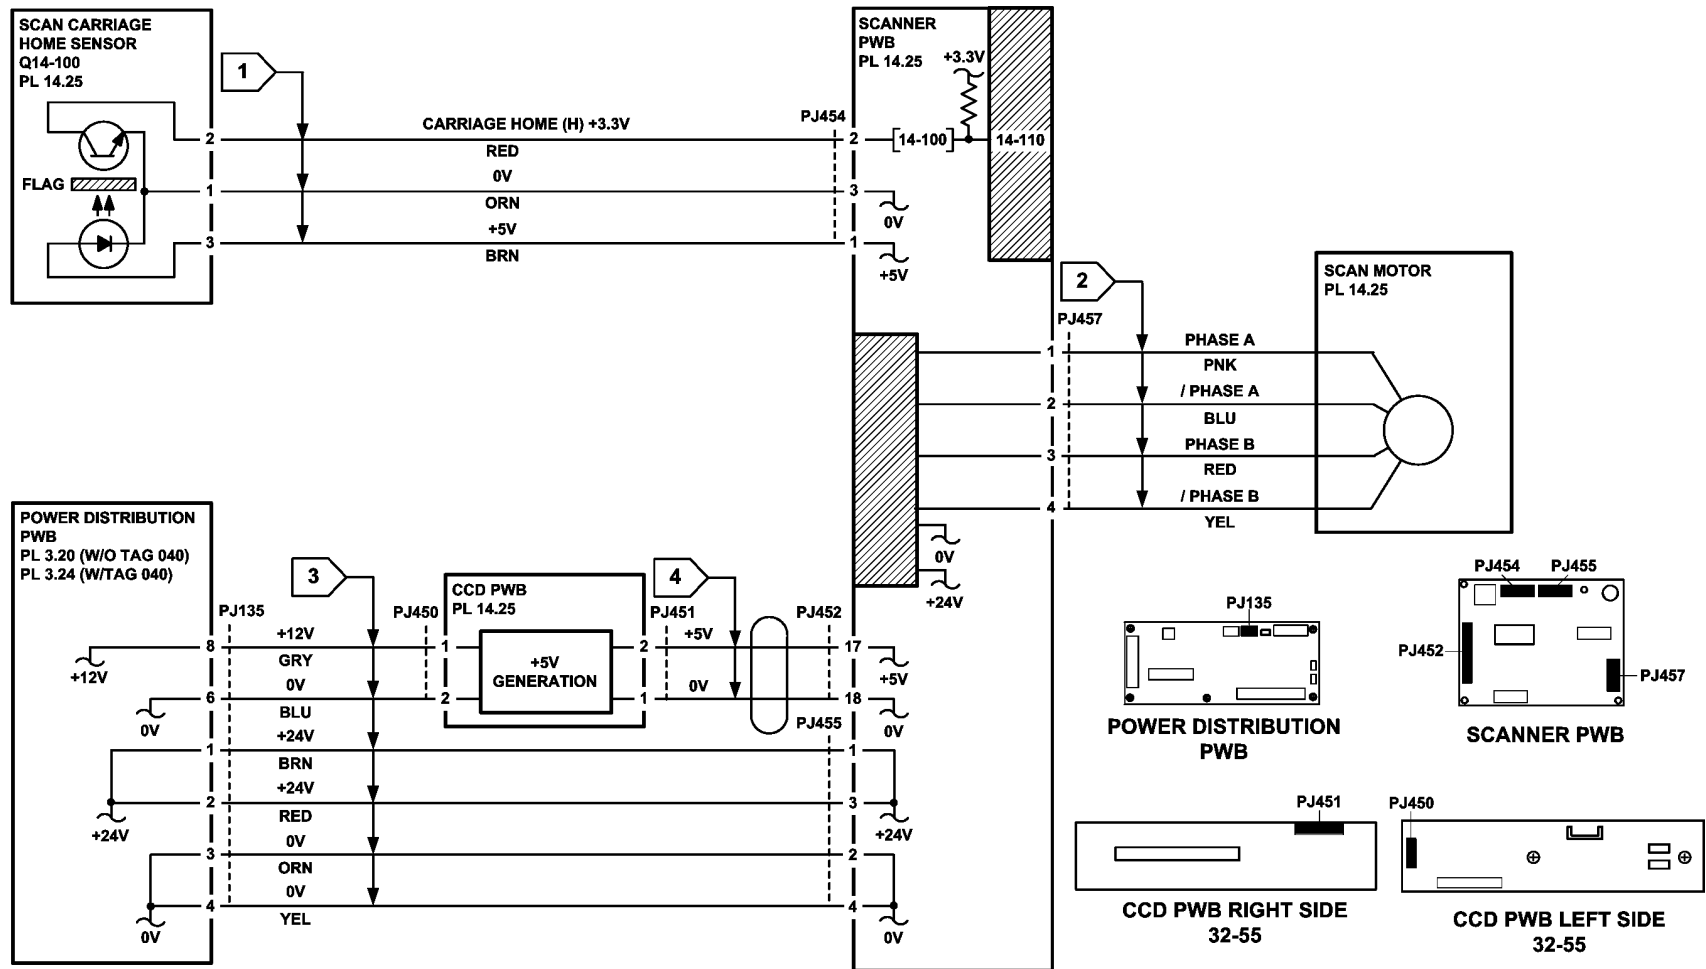 SCAN CARRIAGE
HOME SENSOR
Q14-100
PL 14.25
1
FLAG
2
1
3
CARRIAGE HOME (H) +3.3V
RED
0V
ORN
+5V
BRN
PJ454
2
3
1
SCANNER
PWB
PL 14.25
+3.3V
14-100
14-110
0V
+5V
2
PJ457
1
2
3
4
PHASE A
PNK
/ PHASE A
BLU
PHASE B
RED
/ PHASE B
YEL
SCAN MOTOR
PL 14.25
0V
+24V
POWER DISTRIBUTION
PWB
PL 3.20 (W/O TAG 040)
PL 3.24 (W/TAG 040)
+12V
0V
+24V
0V
PJ135
8
6
1
2
3
4
3
+12V
GRY
0V
BLU
+24V
BRN
+24V
RED
0V
ORN
0V
YEL
PJ450
1
2
CCD PWB
PL 14.25
+5V
GENERATION
2
1
PJ451
4
+5V
0V
PJ452
17
18
PJ455
1
3
2
4
+5V
0V
+24V
0V
PJ135
POWER DISTRIBUTION
PWB
PJ454
PJ455
PJ452
PJ457
SCANNER PWB
PJ451
CCD PWB RIGHT SIDE
32-55
PJ450
CCD PWB LEFT SIDE
32-55